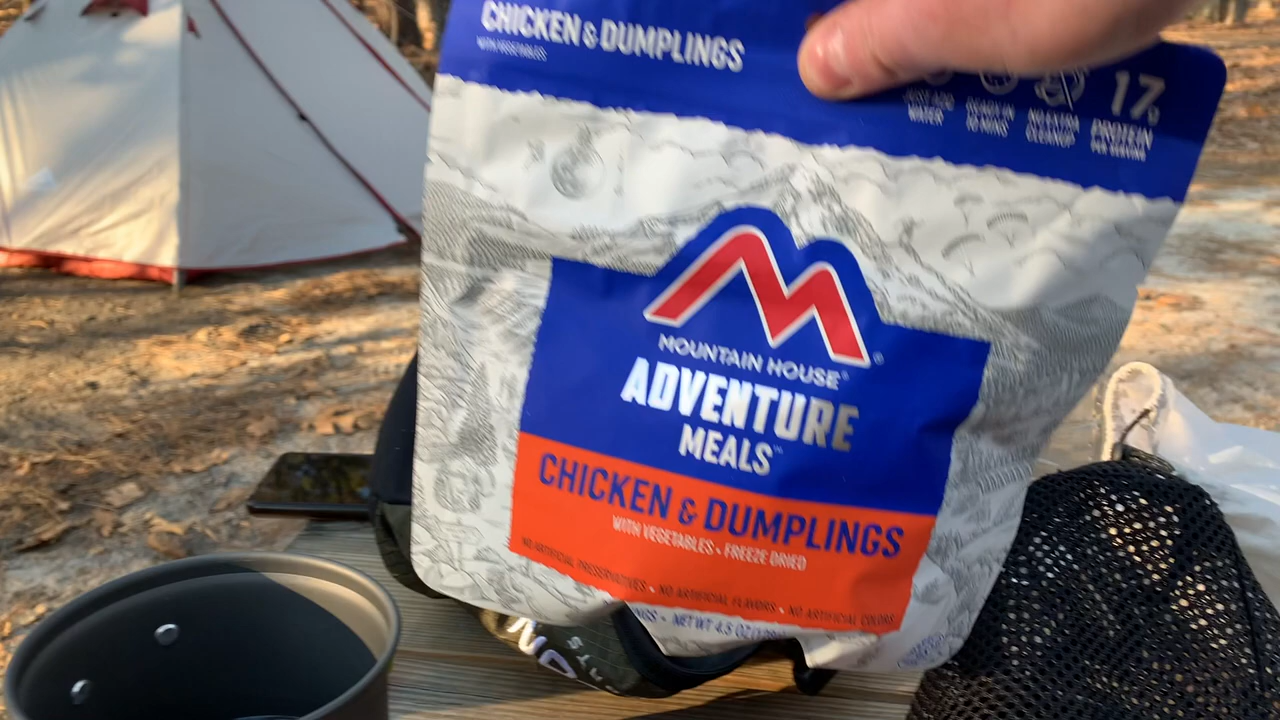 CHICKEN & DUMPLINGS
WITH VEGETABLES
JUST ADD WATER
READY IN 10 MINS
NO EXTRA CLEANUP
17g PROTEIN PER SERVING
MOUNTAIN HOUSE®
ADVENTURE
MEALS™
CHICKEN & DUMPLINGS
WITH VEGETABLES • FREEZE DRIED
NO ARTIFICIAL PRESERVATIVES • NO ARTIFICIAL FLAVORS • NO ARTIFICIAL COLORS
NET WT 4.5 OZ